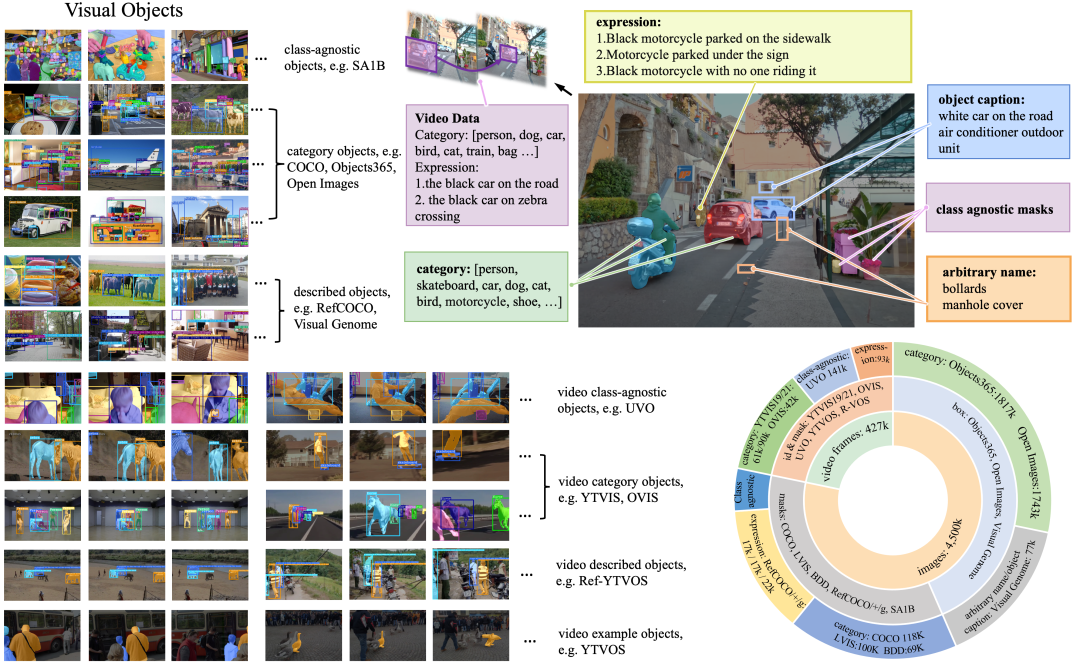 Visual Objects
...
class-agnostic
objects, e.g. SA1B
...
...
...
category objects, e.g.
COCO, Objects365,
Open Images
...
...
described objects,
e.g. RefCOCO,
Visual Genome
...
video class-agnostic
objects, e.g. UVO
...
video category objects,
e.g. YTVIS, OVIS
...
...
video described objects,
e.g. Ref-YTVOS
...
video example objects,
e.g. YTVOS
Video Data
Category: [person, dog, car,
bird, cat, train, bag …]
Expression:
1.the black car on the road
2. the black car on zebra
crossing
category: [person,
skateboard, car, dog, cat,
bird, motorcycle, shoe, …]
expression:
1.Black motorcycle parked on the sidewalk
2.Motorcycle parked under the sign
3.Black motorcycle with no one riding it
object caption:
white car on the road
air conditioner outdoor
unit
class agnostic masks
arbitrary name:
bollards
manhole cover
category: Objects365:1817k
Open Images:1743k
arbitrary name/object
caption: Visual Genome: 77k
category: COCO 118K
LVIS:100K BDD:69K
expression: RefCOCO/+/g:
17k / 17k / 22k
Class
agnostic
category: YTVIS19/21:
61k/90k OVIS:42k
class-agnostic:
UVO 141k
express-
ion:93k
box: Objects365, Open Images, Visual Genome
masks: COCO, LVIS, BDD, RefCOCO/+/g, SA1B
id & mask: YTVIS19/21, OVIS,
UVO, YTVOS, R-VOS
video frames: 427k
images: 4,500k